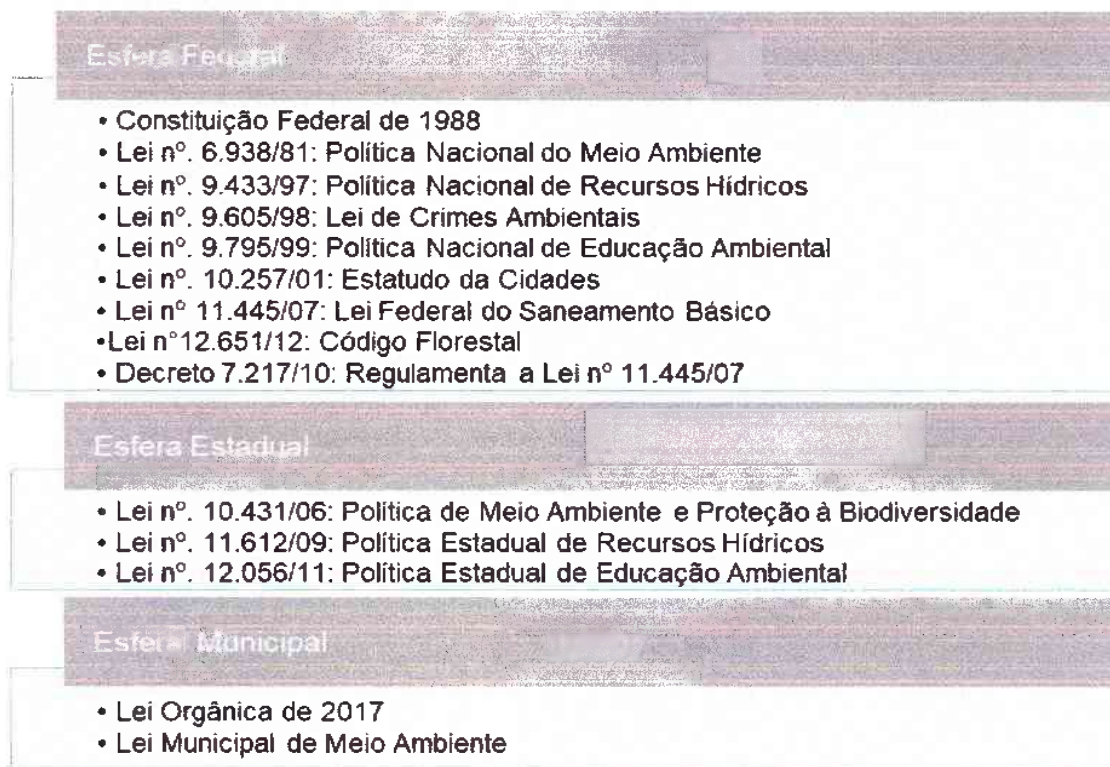 Esfera Federal
• Constituição Federal de 1988
• Lei nº. 6.938/81: Política Nacional do Meio Ambiente
• Lei nº. 9.433/97: Política Nacional de Recursos Hídricos
• Lei nº. 9.605/98: Lei de Crimes Ambientais
• Lei nº. 9.795/99: Política Nacional de Educação Ambiental
• Lei nº. 10.257/01: Estatudo da Cidades
• Lei nº 11.445/07: Lei Federal do Saneamento Básico
•Lei n°12.651/12: Código Florestal
• Decreto 7.217/10: Regulamenta a Lei nº 11.445/07
Esfera Estadual
• Lei nº. 10.431/06: Política de Meio Ambiente e Proteção à Biodiversidade
• Lei nº. 11.612/09: Política Estadual de Recursos Hídricos
• Lei nº. 12.056/11: Política Estadual de Educação Ambiental
Esferal Municipal
• Lei Orgânica de 2017
• Lei Municipal de Meio Ambiente